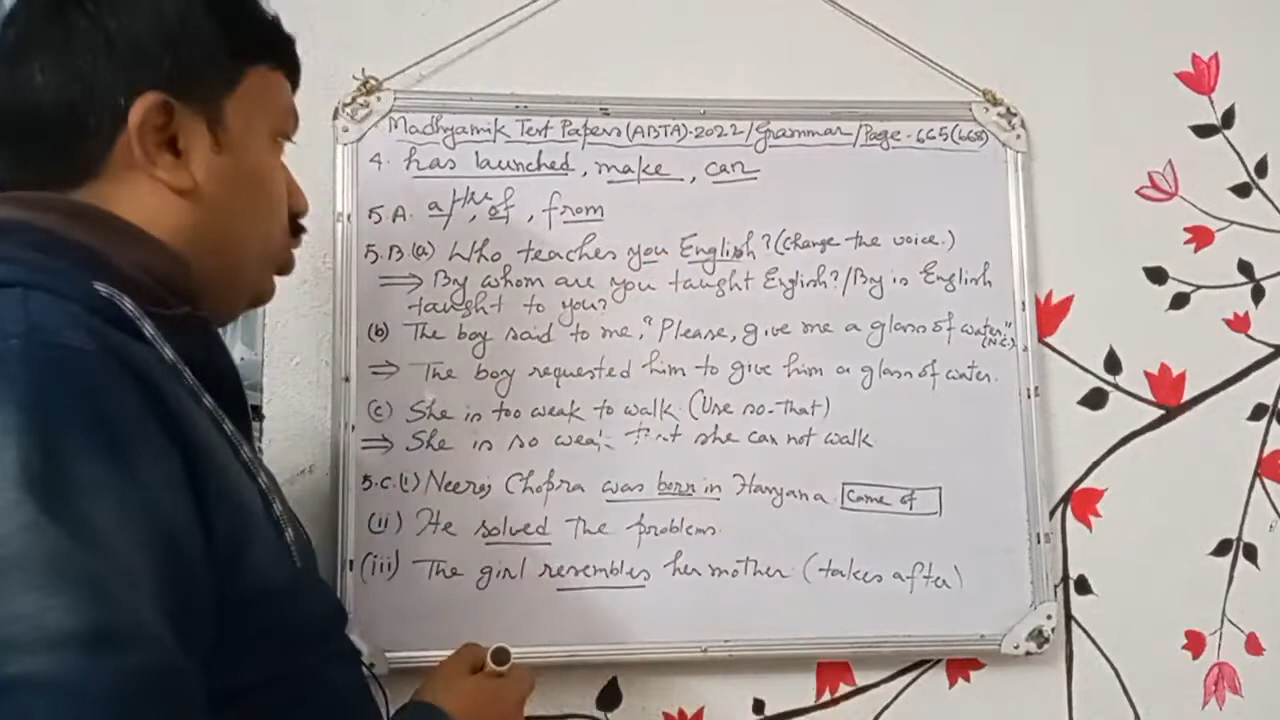 Madhyamik Test Papers (ABTA)-2022/Grammar/Page-665(668)
4. has launched, make, can
5 A. a/the, of, from
5.B.(a) Who teaches you English? (Change the voice.)
⇒ By whom are you taught English?/By is English
taught to you?
(b) The boy said to me, "Please, give me a glass of water." (N.C.)
⇒ The boy requested him to give him a glass of water.
(c) She is too weak to walk. (Use so-that)
⇒ She is so weak that she can not walk
5.C.(i) Neeraj Chopra was born in Haryana. Came of
(ii) He solved the problems.
(iii) The girl resembles her mother (takes after)